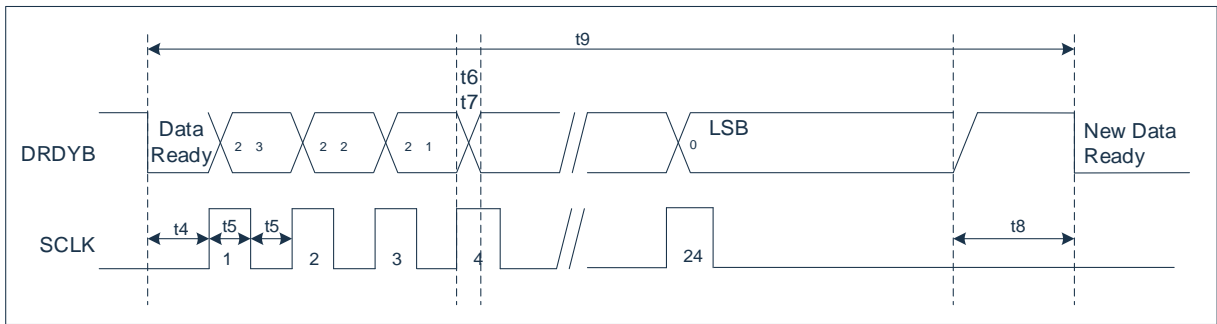 t9
t6
t7
DRDYB
Data
Ready
2 3
2 2
2 1
0
LSB
New Data
Ready
SCLK
t4
t5
t5
t8
1
2
3
4
24